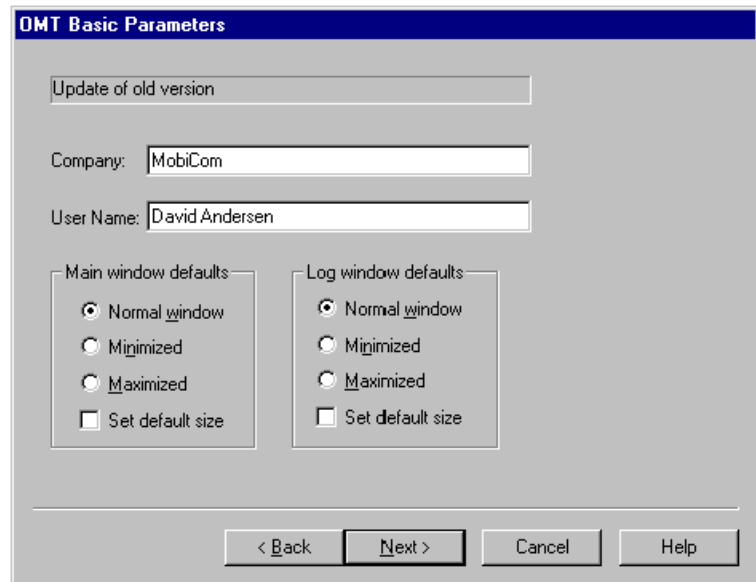 OMT Basic Parameters
Update of old version
Company: MobiCom
User Name: David Andersen
Main window defaults
Normal window
Minimized
Maximized
Set default size
Log window defaults
Normal window
Minimized
Maximized
Set default size
< Back Next > Cancel Help